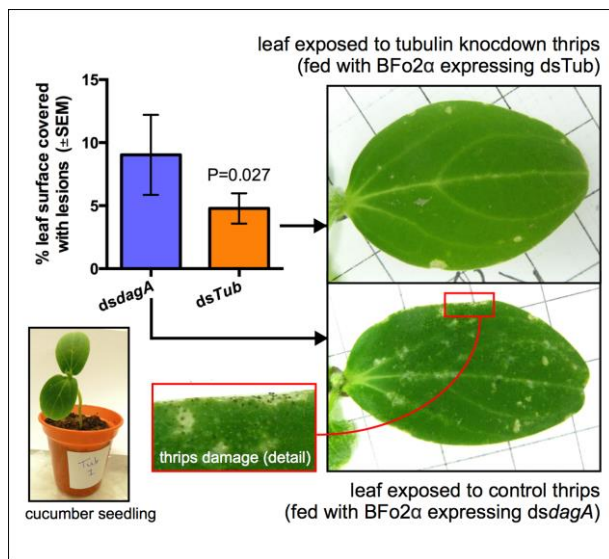 leaf exposed to tubulin knockdown thrips
(fed with BFo2α expressing dsTub)
% leaf surface covered
with lesions (±SEM)
15
10
5
0
P=0.027
dsdagA
dsTub
thrips damage (detail)
Tub
1
cucumber seedling
leaf exposed to control thrips
(fed with BFo2α expressing dsdagA)